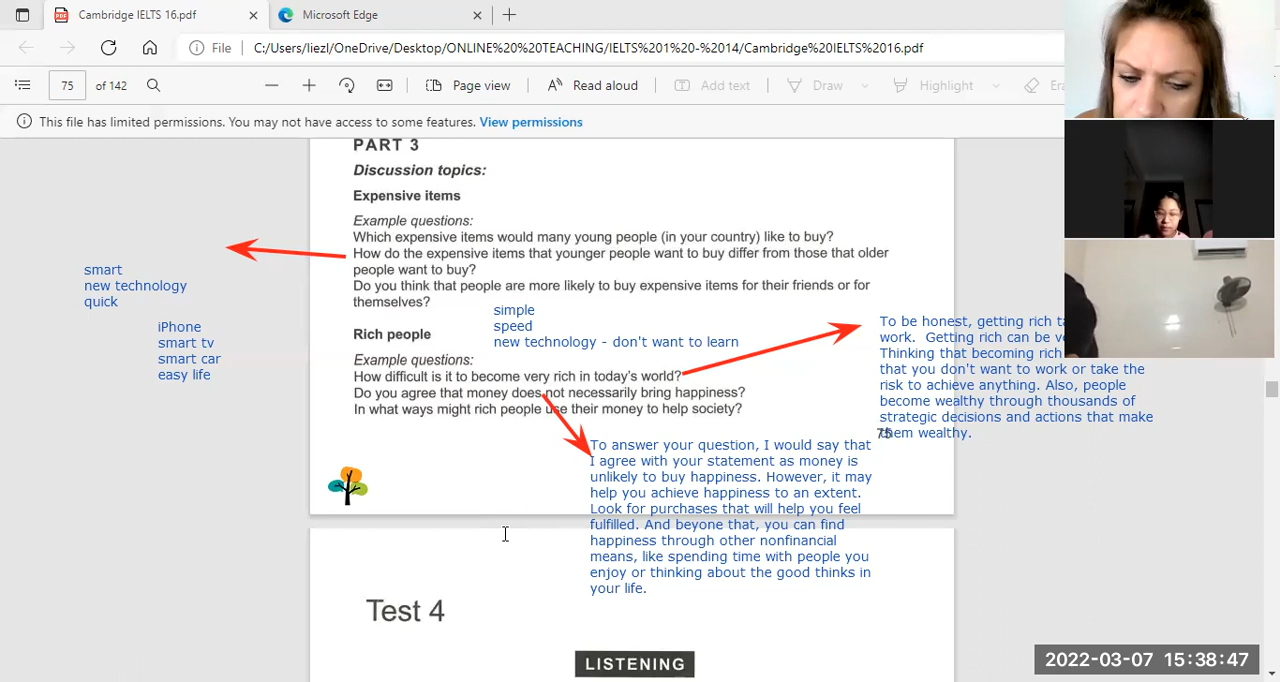 Cambridge IELTS 16.pdf
Microsoft Edge
File
C:/Users/liezl/OneDrive/Desktop/ONLINE%20%20TEACHING/IELTS%201%20-%2014/Cambridge%20IELTS%2016.pdf
75 of 142
Page view
Read aloud
Add text
Draw
Highlight
This file has limited permissions. You may not have access to some features. View permissions
PART 3
Discussion topics:
Expensive items
Example questions:
Which expensive items would many young people (in your country) like to buy?
How do the expensive items that younger people want to buy differ from those that older
people want to buy?
Do you think that people are more likely to buy expensive items for their friends or for
themselves?
smart
new technology
quick
iPhone
smart tv
smart car
easy life
simple
speed
new technology - don't want to learn
Rich people
Example questions:
How difficult is it to become very rich in today's world?
Do you agree that money does not necessarily bring happiness?
In what ways might rich people use their money to help society?
To be honest, getting rich
work. Getting rich can be
Thinking that becoming rich
that you don't want to work or take the
risk to achieve anything. Also, people
become wealthy through thousands of
strategic decisions and actions that make
them wealthy.
75
To answer your question, I would say that
I agree with your statement as money is
unlikely to buy happiness. However, it may
help you achieve happiness to an extent.
Look for purchases that will help you feel
fulfilled. And beyone that, you can find
happiness through other nonfinancial
means, like spending time with people you
enjoy or thinking about the good thinks in
your life.
Test 4
LISTENING
2022-03-07 15:38:47